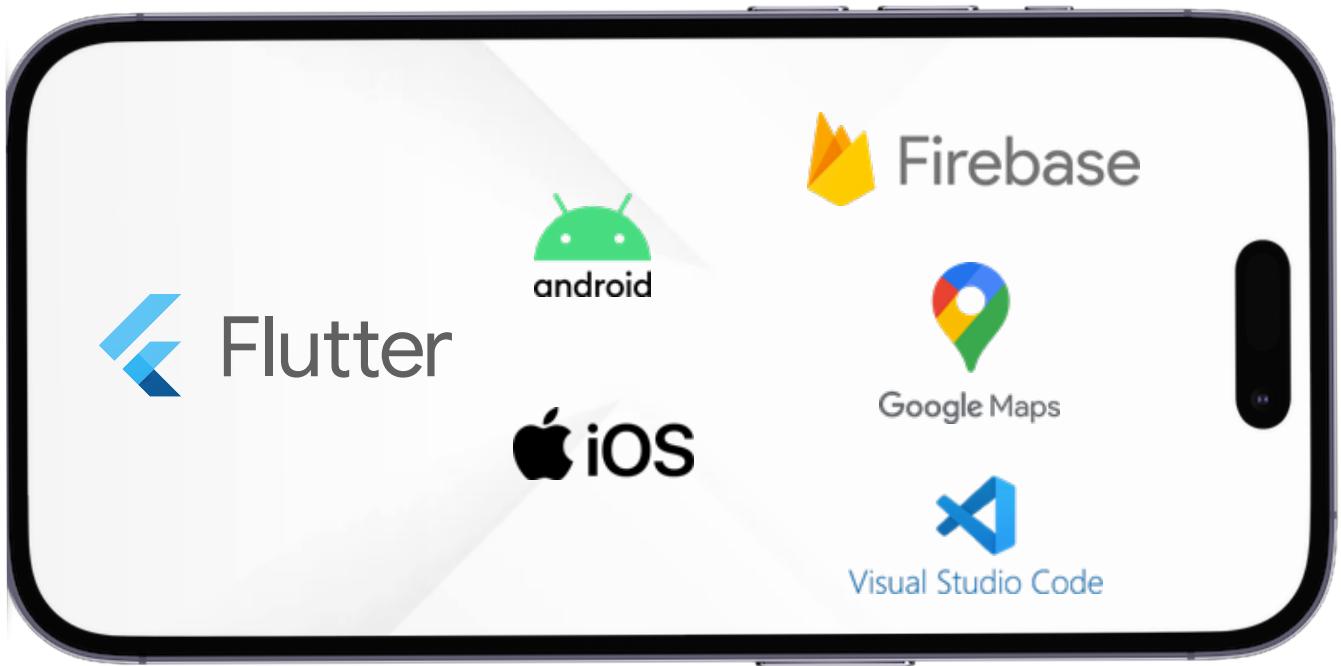 Flutter
android
iOS
Firebase
Google Maps
Visual Studio Code